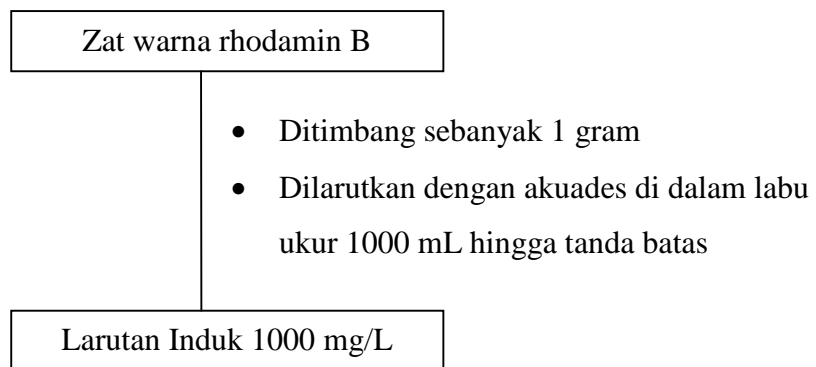 Zat warna rhodamin B
• Ditimbang sebanyak 1 gram
• Dilarutkan dengan akuades di dalam labu
ukur 1000 mL hingga tanda batas
Larutan Induk 1000 mg/L